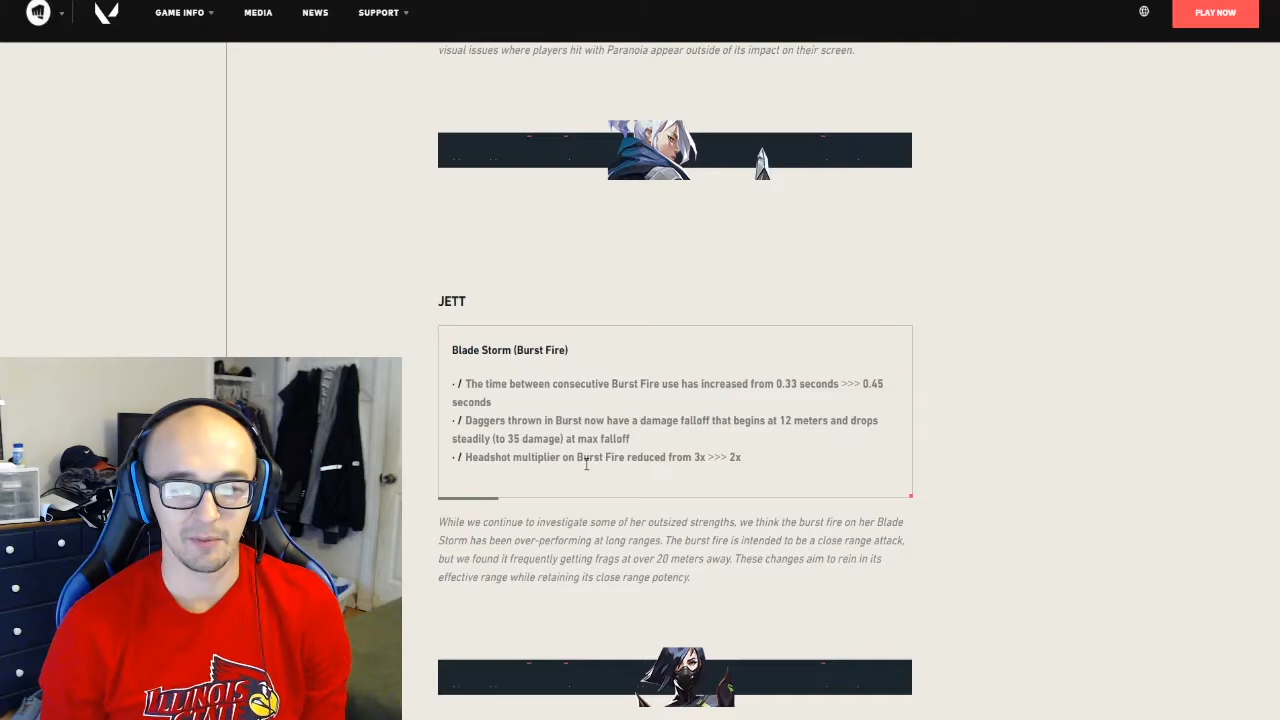 GAME INFO
MEDIA
NEWS
SUPPORT
PLAY NOW
visual issues where players hit with Paranoia appear outside of its impact on their screen.
JETT
Blade Storm (Burst Fire)
· / The time between consecutive Burst Fire use has increased from 0.33 seconds >>> 0.45
seconds
· / Daggers thrown in Burst now have a damage falloff that begins at 12 meters and drops
steadily (to 35 damage) at max falloff
· / Headshot multiplier on Burst Fire reduced from 3x >>> 2x
While we continue to investigate some of her outsized strengths, we think the burst fire on her Blade
Storm has been over-performing at long ranges. The burst fire is intended to be a close range attack,
but we found it frequently getting frags at over 20 meters away. These changes aim to rein in its
effective range while retaining its close range potency.
ILLINOIS
STATE